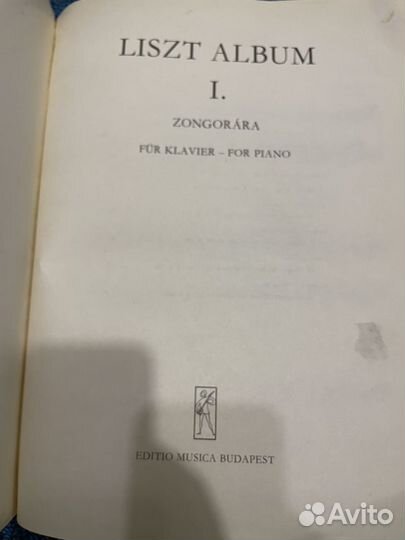 LISZT ALBUM
I.
ZONGORÁRA
FÜR KLAVIER – FOR PIANO
EDITIO MUSICA BUDAPEST
Avito